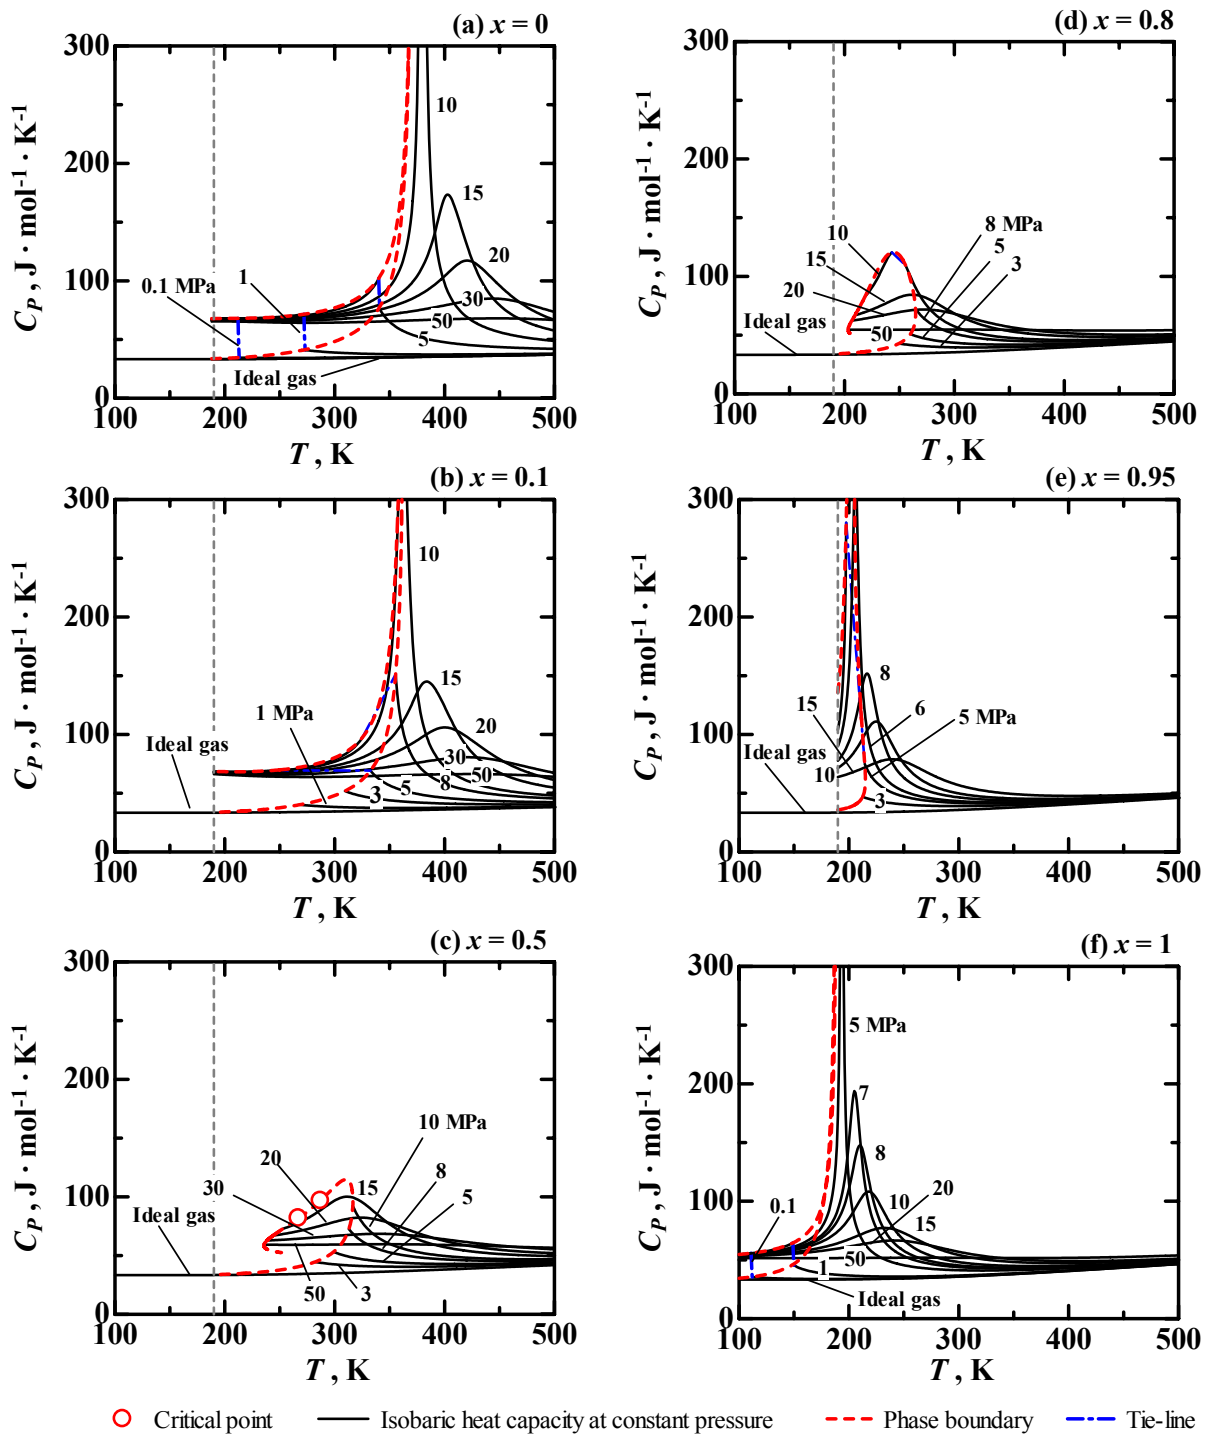 (a) x = 0
C_P, J · mol⁻¹ · K⁻¹
300
200
100
0
10
15
20
0.1 MPa
1
30
50
5
Ideal gas
100 200 300 400 500
T, K
(d) x = 0.8
C_P, J · mol⁻¹ · K⁻¹
300
200
100
0
10
8 MPa
15
5
3
20
50
Ideal gas
100 200 300 400 500
T, K
(b) x = 0.1
C_P, J · mol⁻¹ · K⁻¹
300
200
100
0
10
15
1 MPa
20
Ideal gas
30
50
5
8
3
100 200 300 400 500
T, K
(e) x = 0.95
C_P, J · mol⁻¹ · K⁻¹
300
200
100
0
8
15
6
5 MPa
Ideal gas
10
3
100 200 300 400 500
T, K
(c) x = 0.5
C_P, J · mol⁻¹ · K⁻¹
300
200
100
0
10 MPa
20
8
30
15
5
Ideal gas
50
3
100 200 300 400 500
T, K
(f) x = 1
C_P, J · mol⁻¹ · K⁻¹
300
200
100
0
5 MPa
7
8
0.1
10
20
15
50
1
Ideal gas
100 200 300 400 500
T, K
Critical point Isobaric heat capacity at constant pressure Phase boundary Tie-line